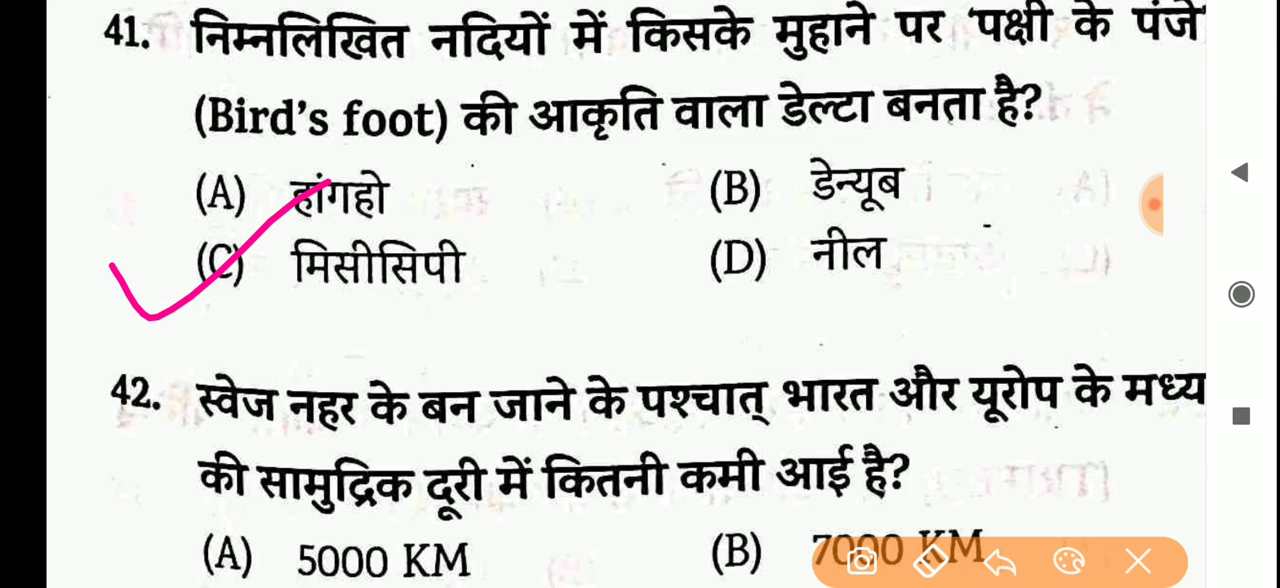 41. निम्नलिखित नदियों में किसके मुहाने पर 'पक्षी के पंजे'
(Bird's foot) की आकृति वाला डेल्टा बनता है?
(A) हांगहो (B) डेन्यूब
(C) मिसीसिपी (D) नील
42. स्वेज नहर के बन जाने के पश्चात् भारत और यूरोप के मध्य
की सामुद्रिक दूरी में कितनी कमी आई है?
(A) 5000 KM (B) 7000 KM